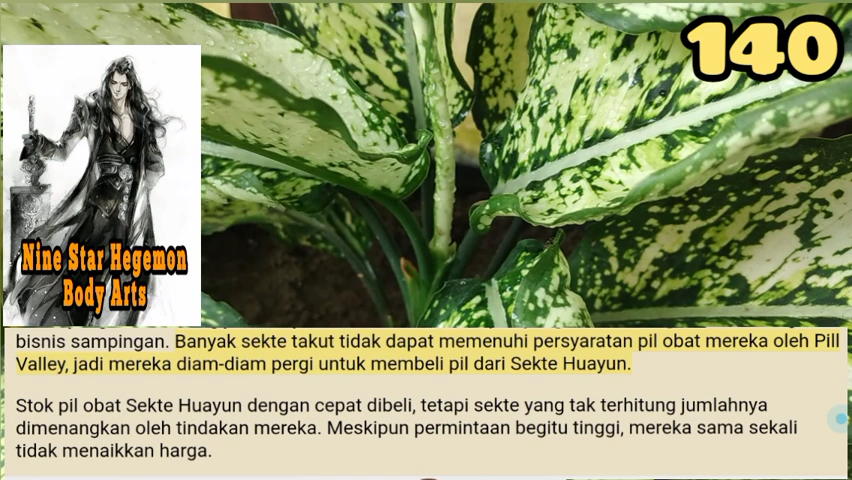 140
Nine Star Hegemon
Body Arts
bisnis sampingan. Banyak sekte takut tidak dapat memenuhi persyaratan pil obat mereka oleh Pill
Valley, jadi mereka diam-diam pergi untuk membeli pil dari Sekte Huayun.
Stok pil obat Sekte Huayun dengan cepat dibeli, tetapi sekte yang tak terhitung jumlahnya
dimenangkan oleh tindakan mereka. Meskipun permintaan begitu tinggi, mereka sama sekali
tidak menaikkan harga.